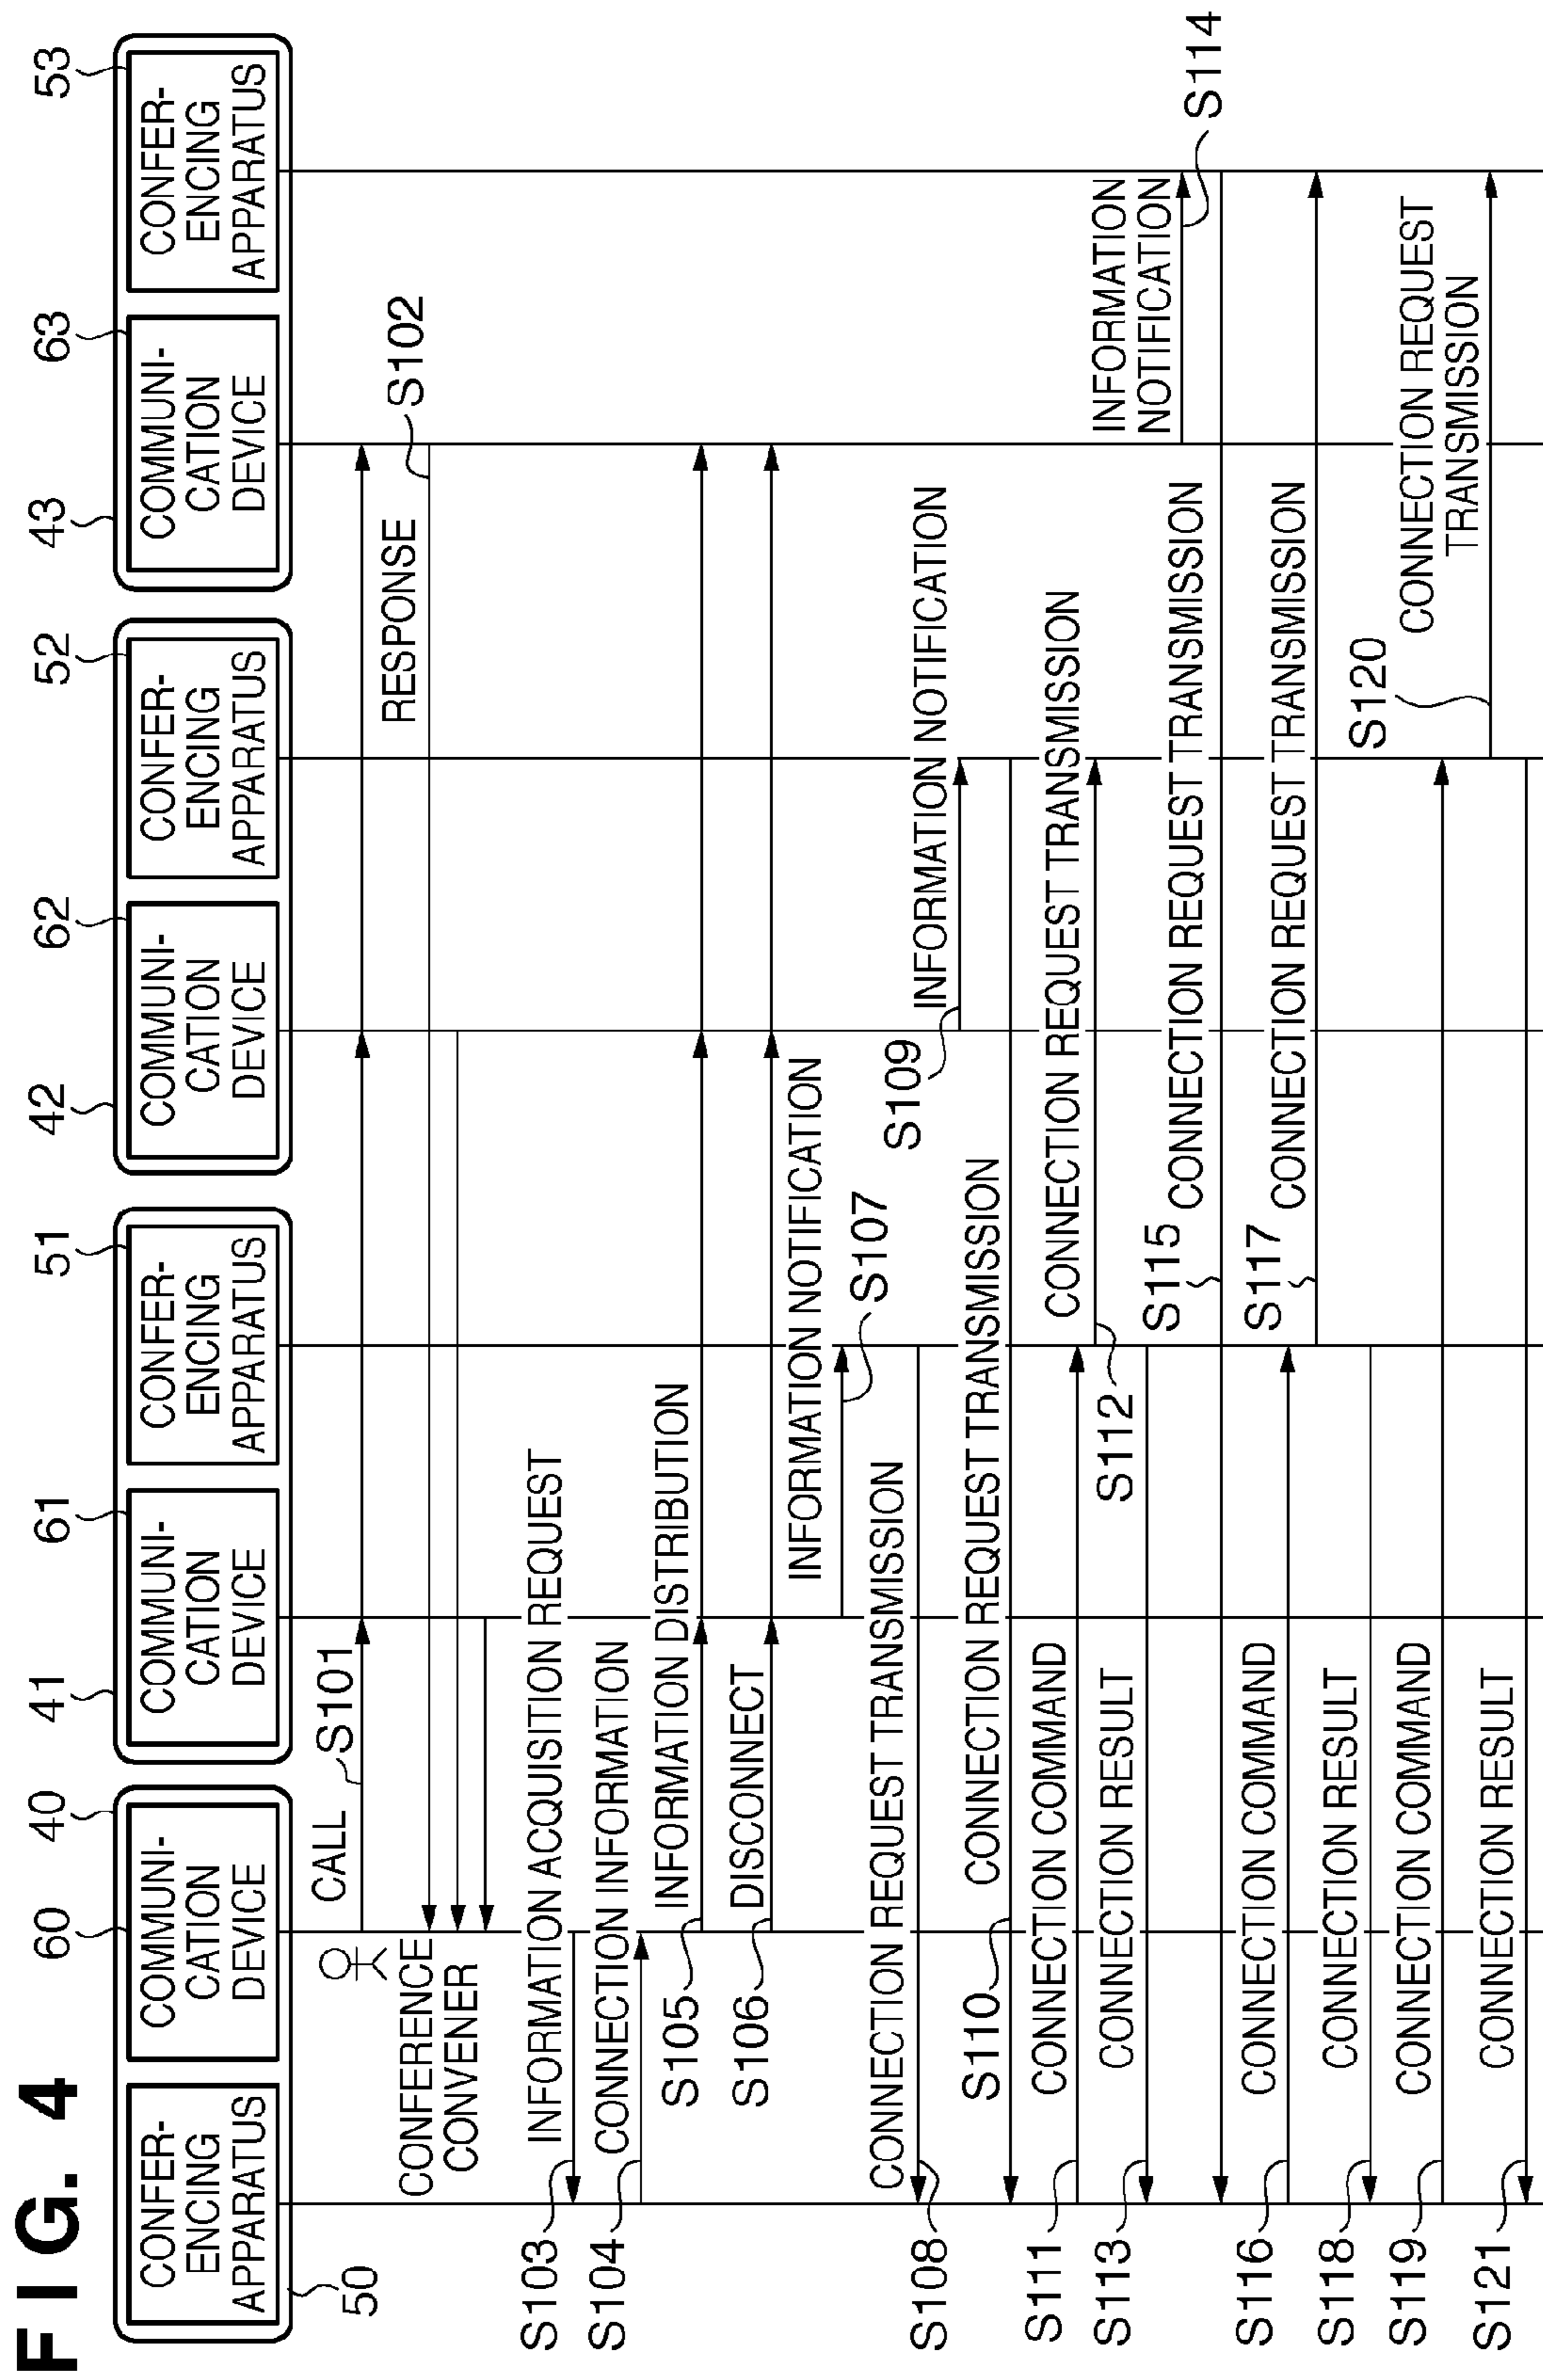 FIG. 4
50
CONFER-
ENCING
APPARATUS
60
40
COMMUNI-
CATION
DEVICE
41
61
COMMUNI-
CATION
DEVICE
51
CONFER-
ENCING
APPARATUS
42
62
COMMUNI-
CATION
DEVICE
52
CONFER-
ENCING
APPARATUS
43
63
COMMUNI-
CATION
DEVICE
53
CONFER-
ENCING
APPARATUS
CALL
S101
CONFERENCE
CONVENER
RESPONSE
S102
S103
INFORMATION ACQUISITION REQUEST
S104
CONNECTION INFORMATION
S105
INFORMATION DISTRIBUTION
S106
DISCONNECT
INFORMATION NOTIFICATION
S107
S108
CONNECTION REQUEST TRANSMISSION
S109
INFORMATION NOTIFICATION
S110
CONNECTION REQUEST TRANSMISSION
S111
CONNECTION COMMAND
S112
CONNECTION REQUEST TRANSMISSION
S113
CONNECTION RESULT
INFORMATION
NOTIFICATION
S114
S115
CONNECTION REQUEST TRANSMISSION
S116
CONNECTION COMMAND
S117
CONNECTION REQUEST TRANSMISSION
S118
CONNECTION RESULT
S119
CONNECTION COMMAND
S120
CONNECTION REQUEST
TRANSMISSION
S121
CONNECTION RESULT